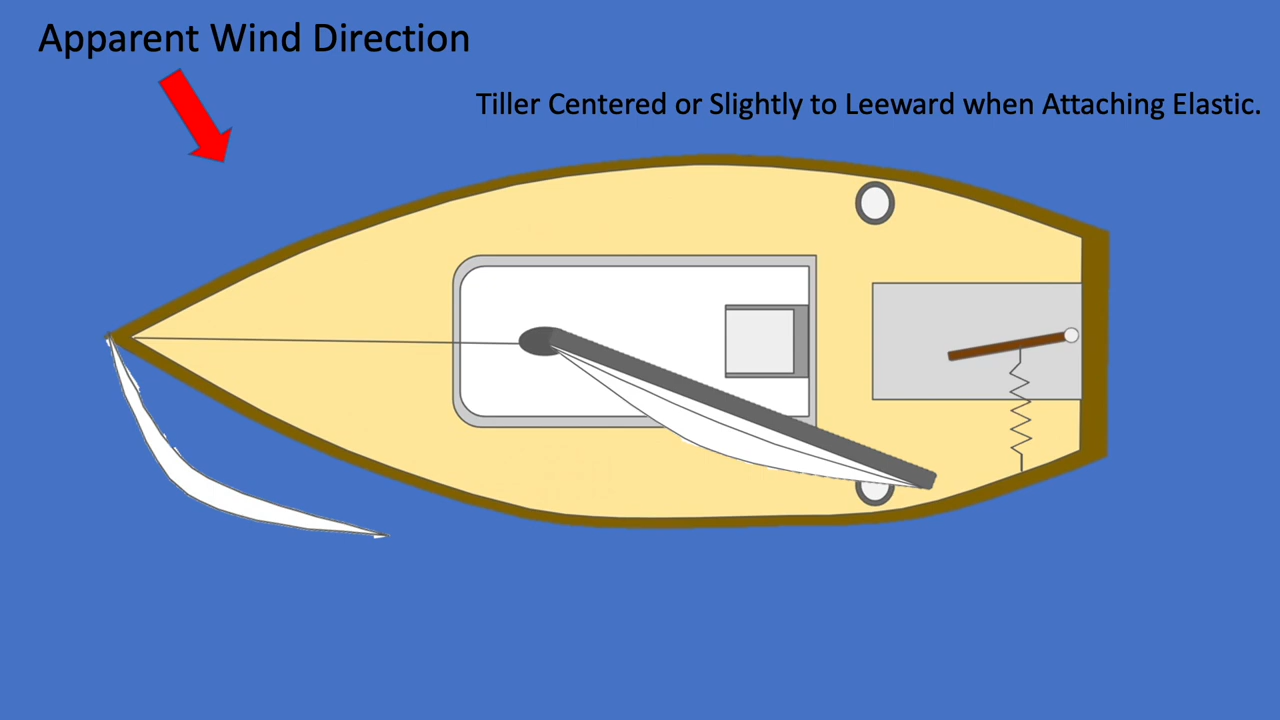 Apparent Wind Direction
Tiller Centered or Slightly to Leeward when Attaching Elastic.